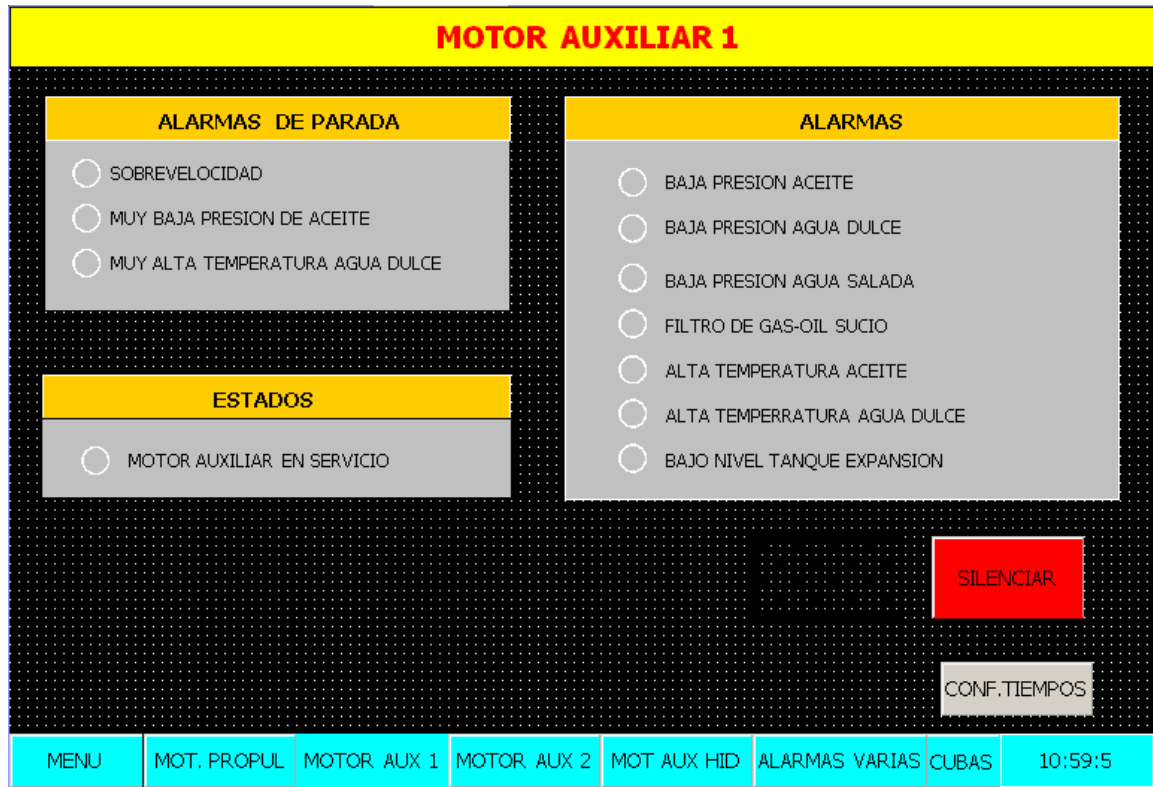 MOTOR AUXILIAR 1
ALARMAS DE PARADA
SOBREVELOCIDAD
MUY BAJA PRESION DE ACEITE
MUY ALTA TEMPERATURA AGUA DULCE
ESTADOS
MOTOR AUXILIAR EN SERVICIO
ALARMAS
BAJA PRESION ACEITE
BAJA PRESION AGUA DULCE
BAJA PRESION AGUA SALADA
FILTRO DE GAS-OIL SUCIO
ALTA TEMPERATURA ACEITE
ALTA TEMPERRATURA AGUA DULCE
BAJO NIVEL TANQUE EXPANSION
SILENCIAR
CONF.TIEMPOS
MENU MOT. PROPUL MOTOR AUX 1 MOTOR AUX 2 MOT AUX HID ALARMAS VARIAS CUBAS 10:59:5